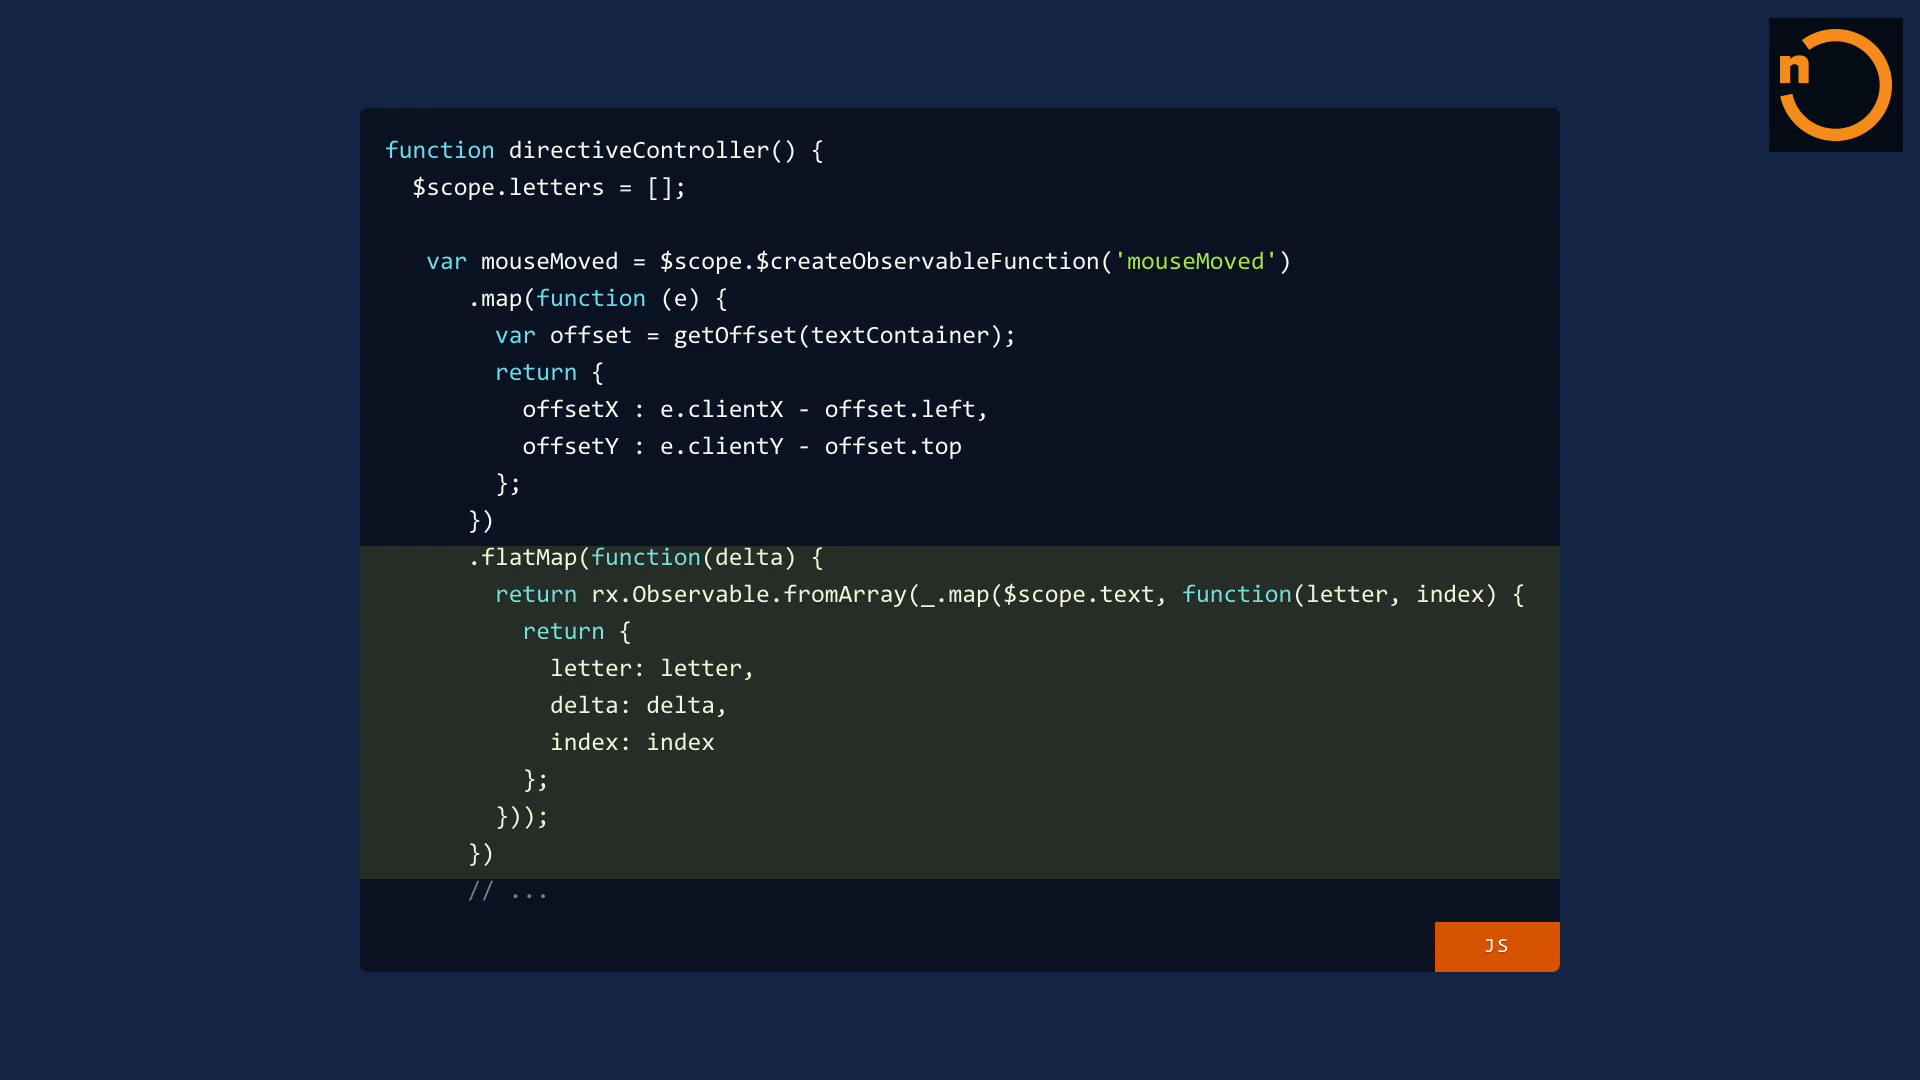 n
function directiveController() {
$scope.letters = [];
var mouseMoved = $scope.$createObservableFunction('mouseMoved')
.map(function (e) {
var offset = getOffset(textContainer);
return {
offsetX : e.clientX - offset.left,
offsetY : e.clientY - offset.top
};
})
.flatMap(function(delta) {
return rx.Observable.fromArray(_.map($scope.text, function(letter, index) {
return {
letter: letter,
delta: delta,
index: index
};
}));
})
// ...
JS